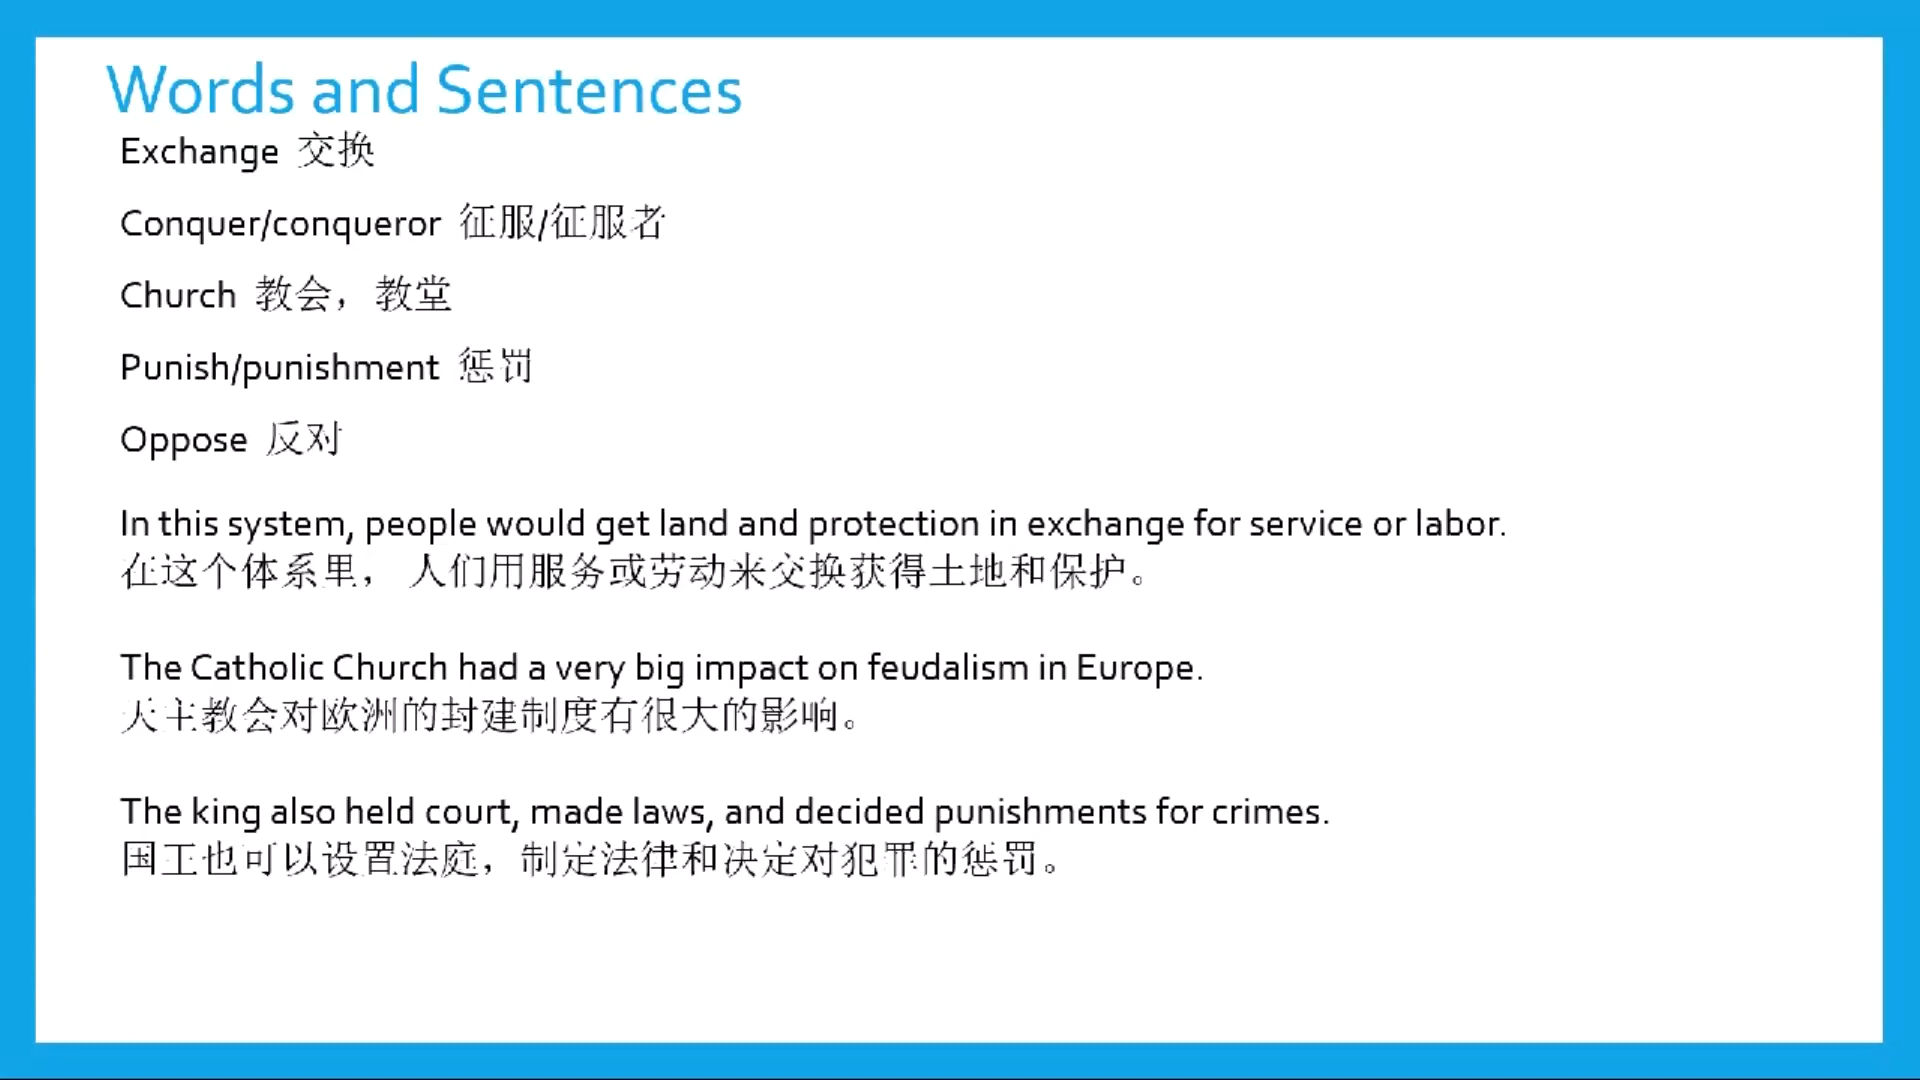 Words and Sentences
Exchange 交换
Conquer/conqueror 征服/征服者
Church 教会，教堂
Punish/punishment 惩罚
Oppose 反对
In this system, people would get land and protection in exchange for service or labor.
在这个体系里， 人们用服务或劳动来交换获得土地和保护。
The Catholic Church had a very big impact on feudalism in Europe.
天主教会对欧洲的封建制度有很大的影响。
The king also held court, made laws, and decided punishments for crimes.
国王也可以设置法庭，制定法律和决定对犯罪的惩罚。